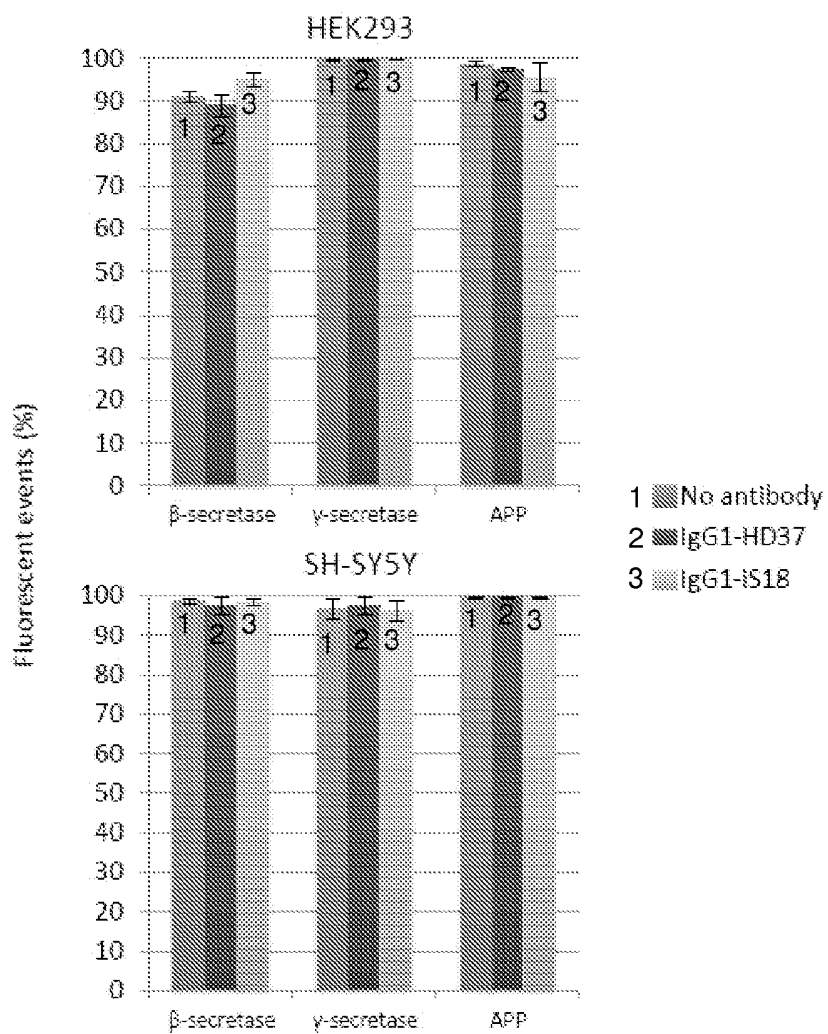 HEK293
100
90
80
70
60
50
40
30
20
10
0
1 2 3
1 2 3
1 2 3
β-secretase γ-secretase APP
Fluorescent events (%)
1 No antibody
2 IgG1-HD37
3 IgG1-iS18
SH-SY5Y
100
90
80
70
60
50
40
30
20
10
0
1 2 3
1 2 3
1 2 3
β-secretase γ-secretase APP